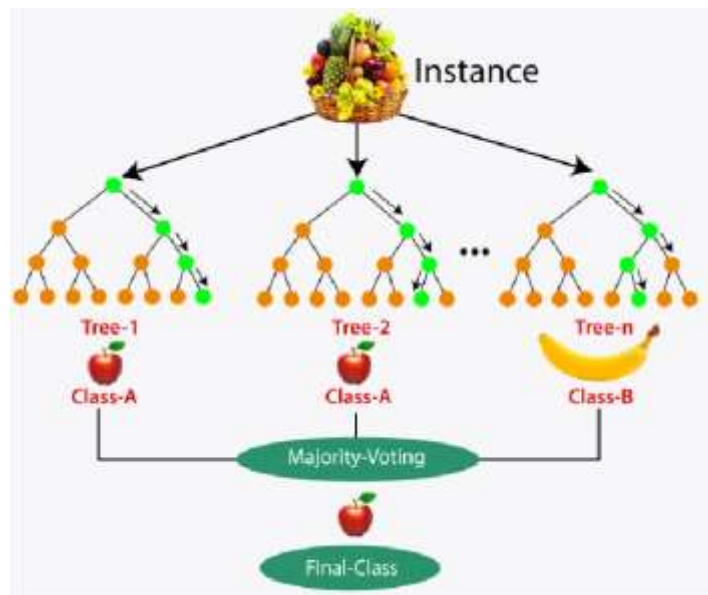 Instance
...
Tree-1
Tree-2
Tree-n
Class-A
Class-A
Class-B
Majority-Voting
Final-Class